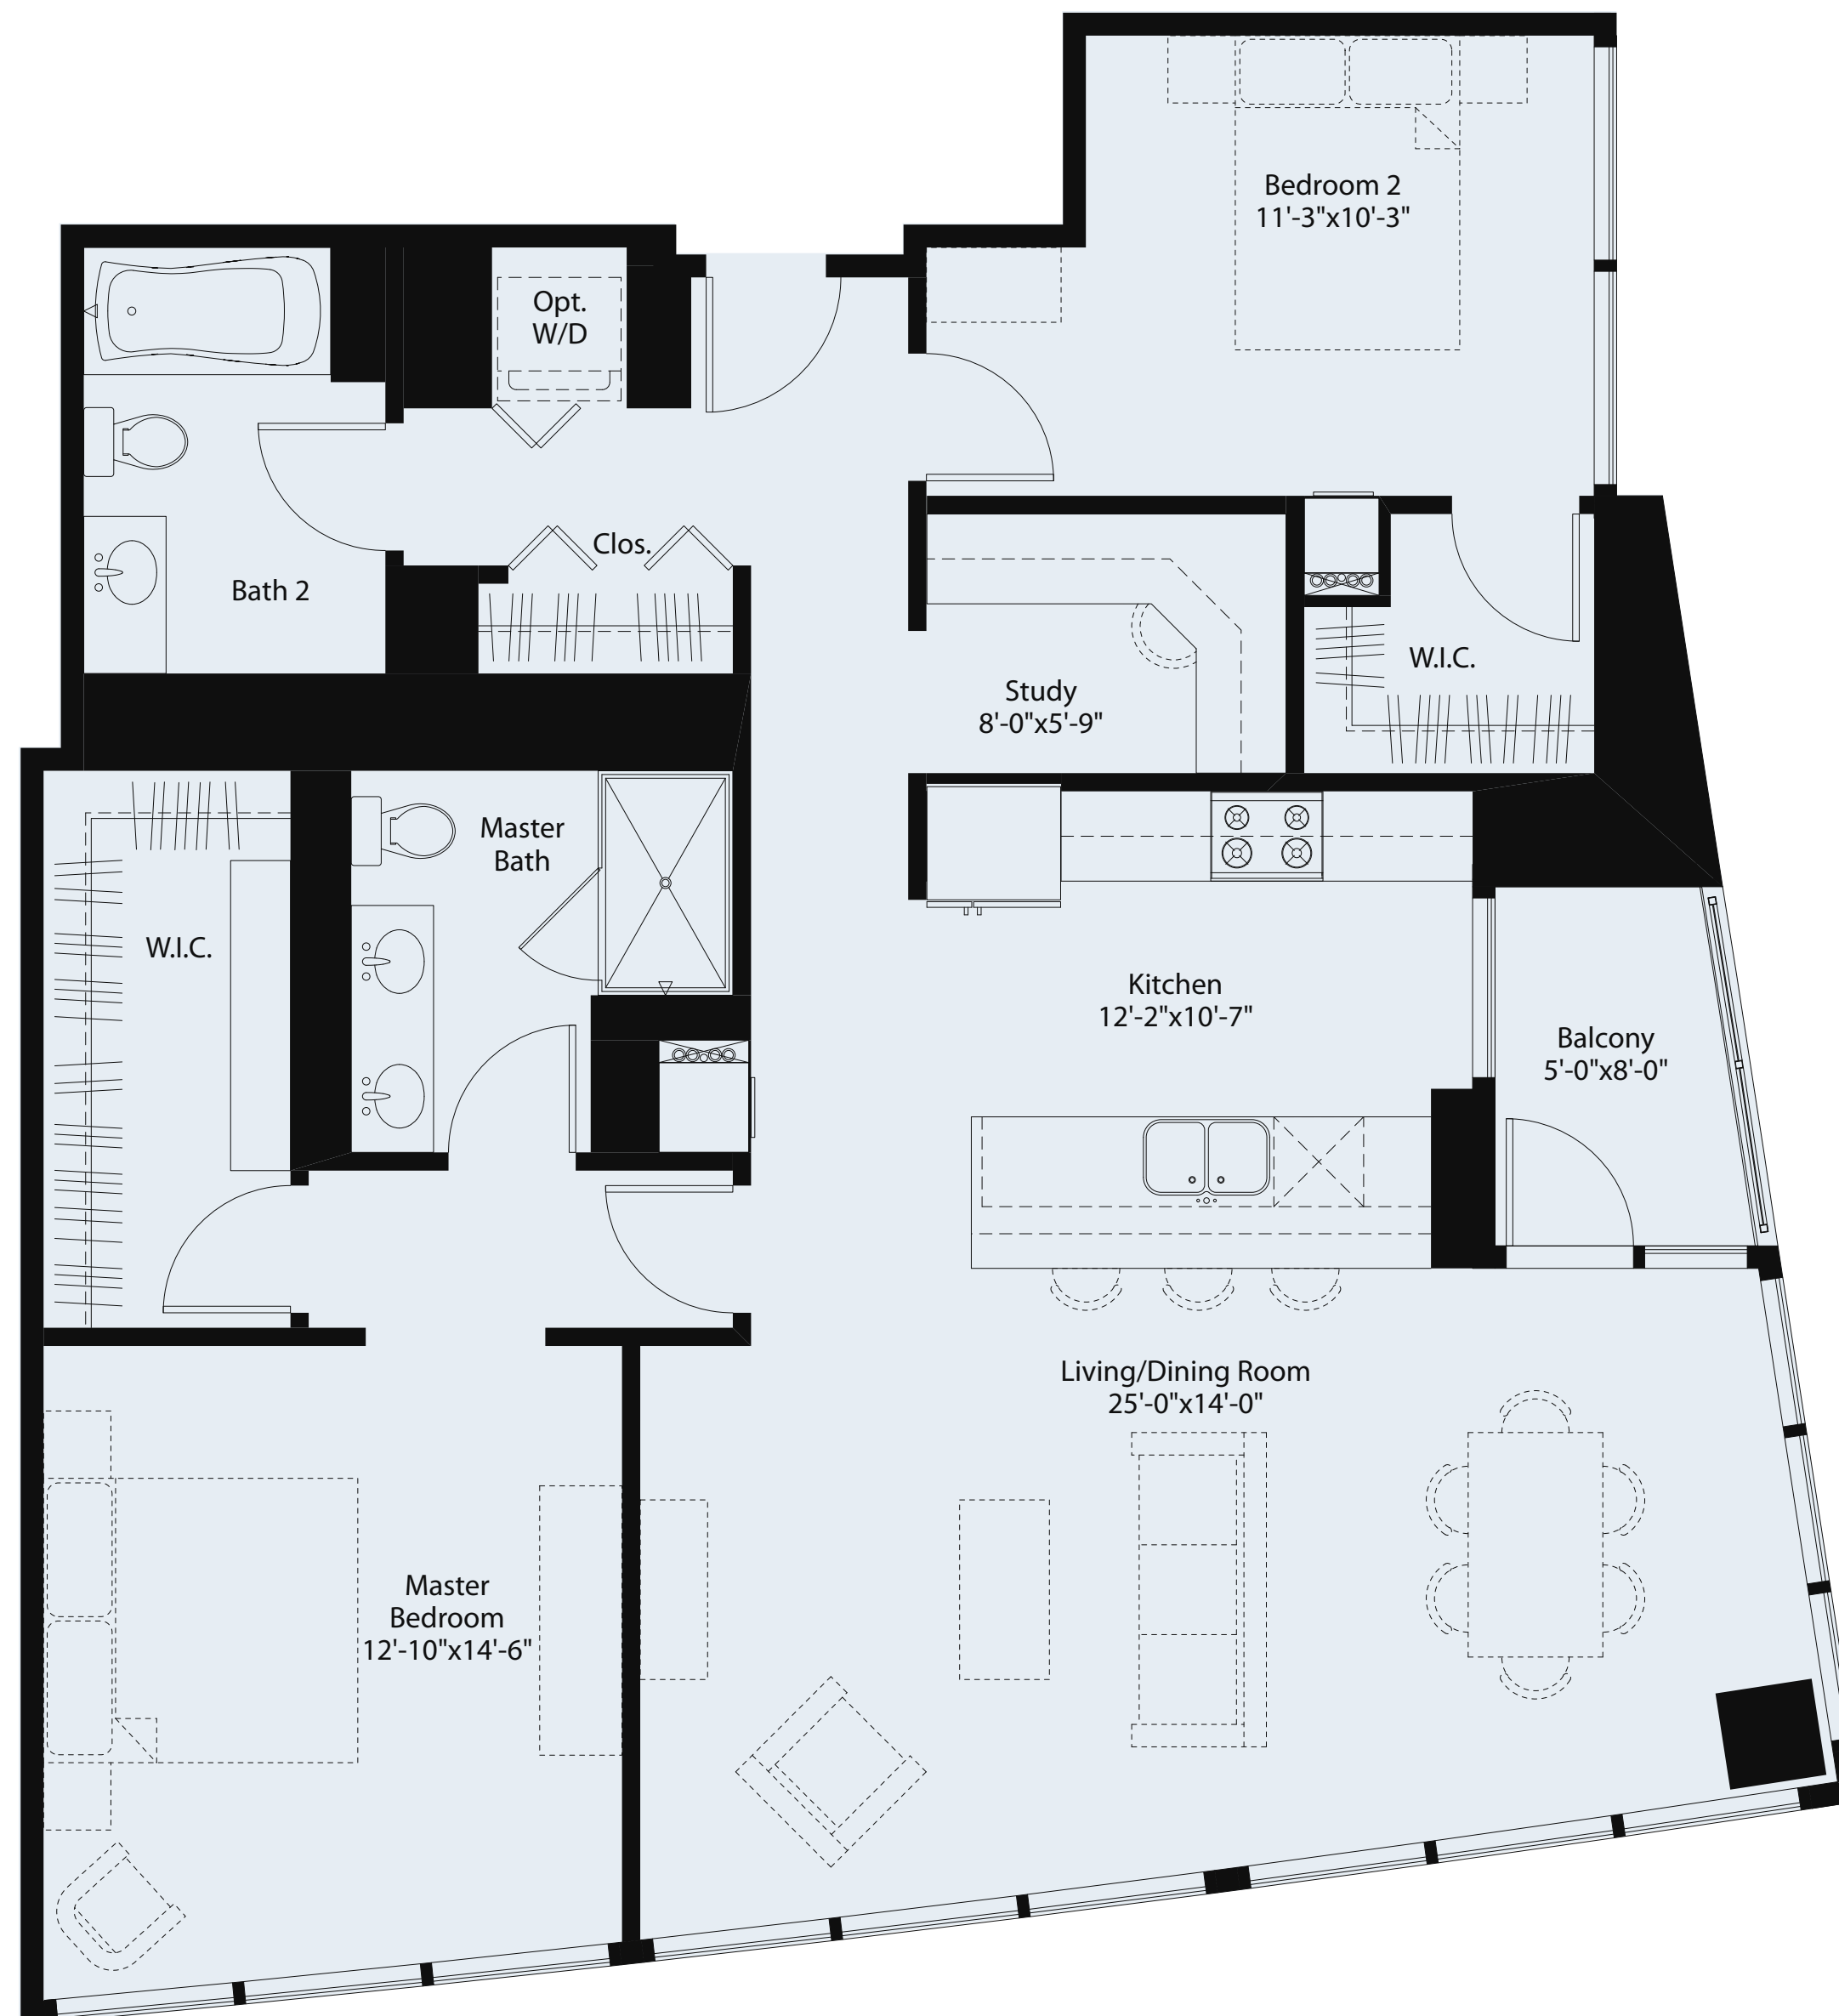 Bedroom 2
11'-3"x10'-3"
Opt.
W/D
Clos.
Bath 2
W.I.C.
Study
8'-0"x5'-9"
Master
Bath
W.I.C.
Kitchen
12'-2"x10'-7"
Balcony
5'-0"x8'-0"
Living/Dining Room
25'-0"x14'-0"
Master
Bedroom
12'-10"x14'-6"